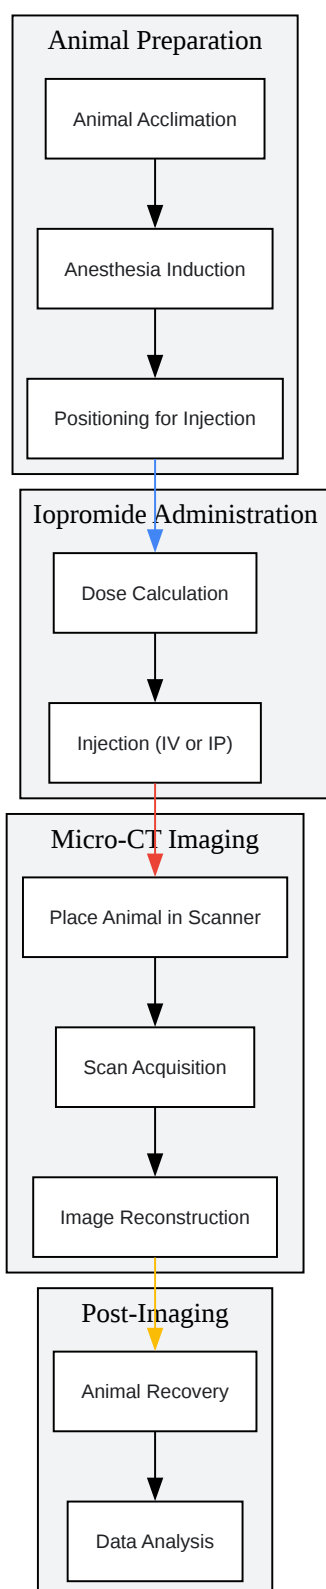 Animal Preparation
Animal Acclimation
Anesthesia Induction
Positioning for Injection
Iopromide Administration
Dose Calculation
Injection (IV or IP)
Micro-CT Imaging
Place Animal in Scanner
Scan Acquisition
Image Reconstruction
Post-Imaging
Animal Recovery
Data Analysis